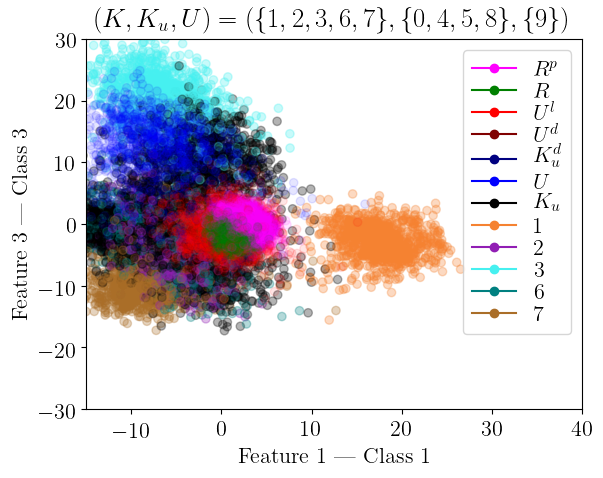 (K, K_u, U) = ({1, 2, 3, 6, 7}, {0, 4, 5, 8}, {9})
30
20
10
0
−10
−20
−30
−10
0
10
20
30
40
Feature 3 — Class 3
Feature 1 — Class 1
R^p
R
U^l
U^d
K_u^d
U
K_u
1
2
3
6
7